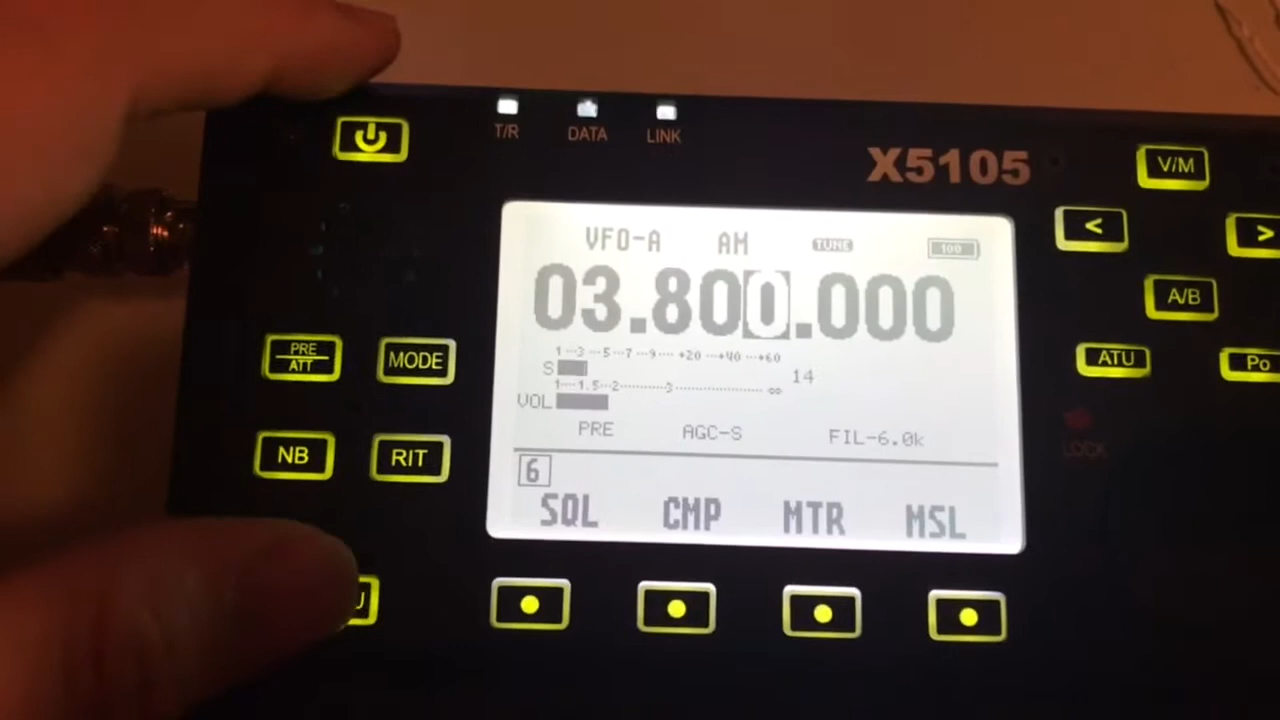 T/R DATA LINK
X5105
V/M
< >
A/B
ATU Po
LOCK
PRE
ATT
MODE
NB RIT
VFO-A AM TUNE 100
03.800.000
1···3···5···7···9····+20···+40···+60
S 14
1····1.5···2···········3··················∞
VOL
PRE AGC-S FIL-6.0k
6
SQL CMP MTR MSL